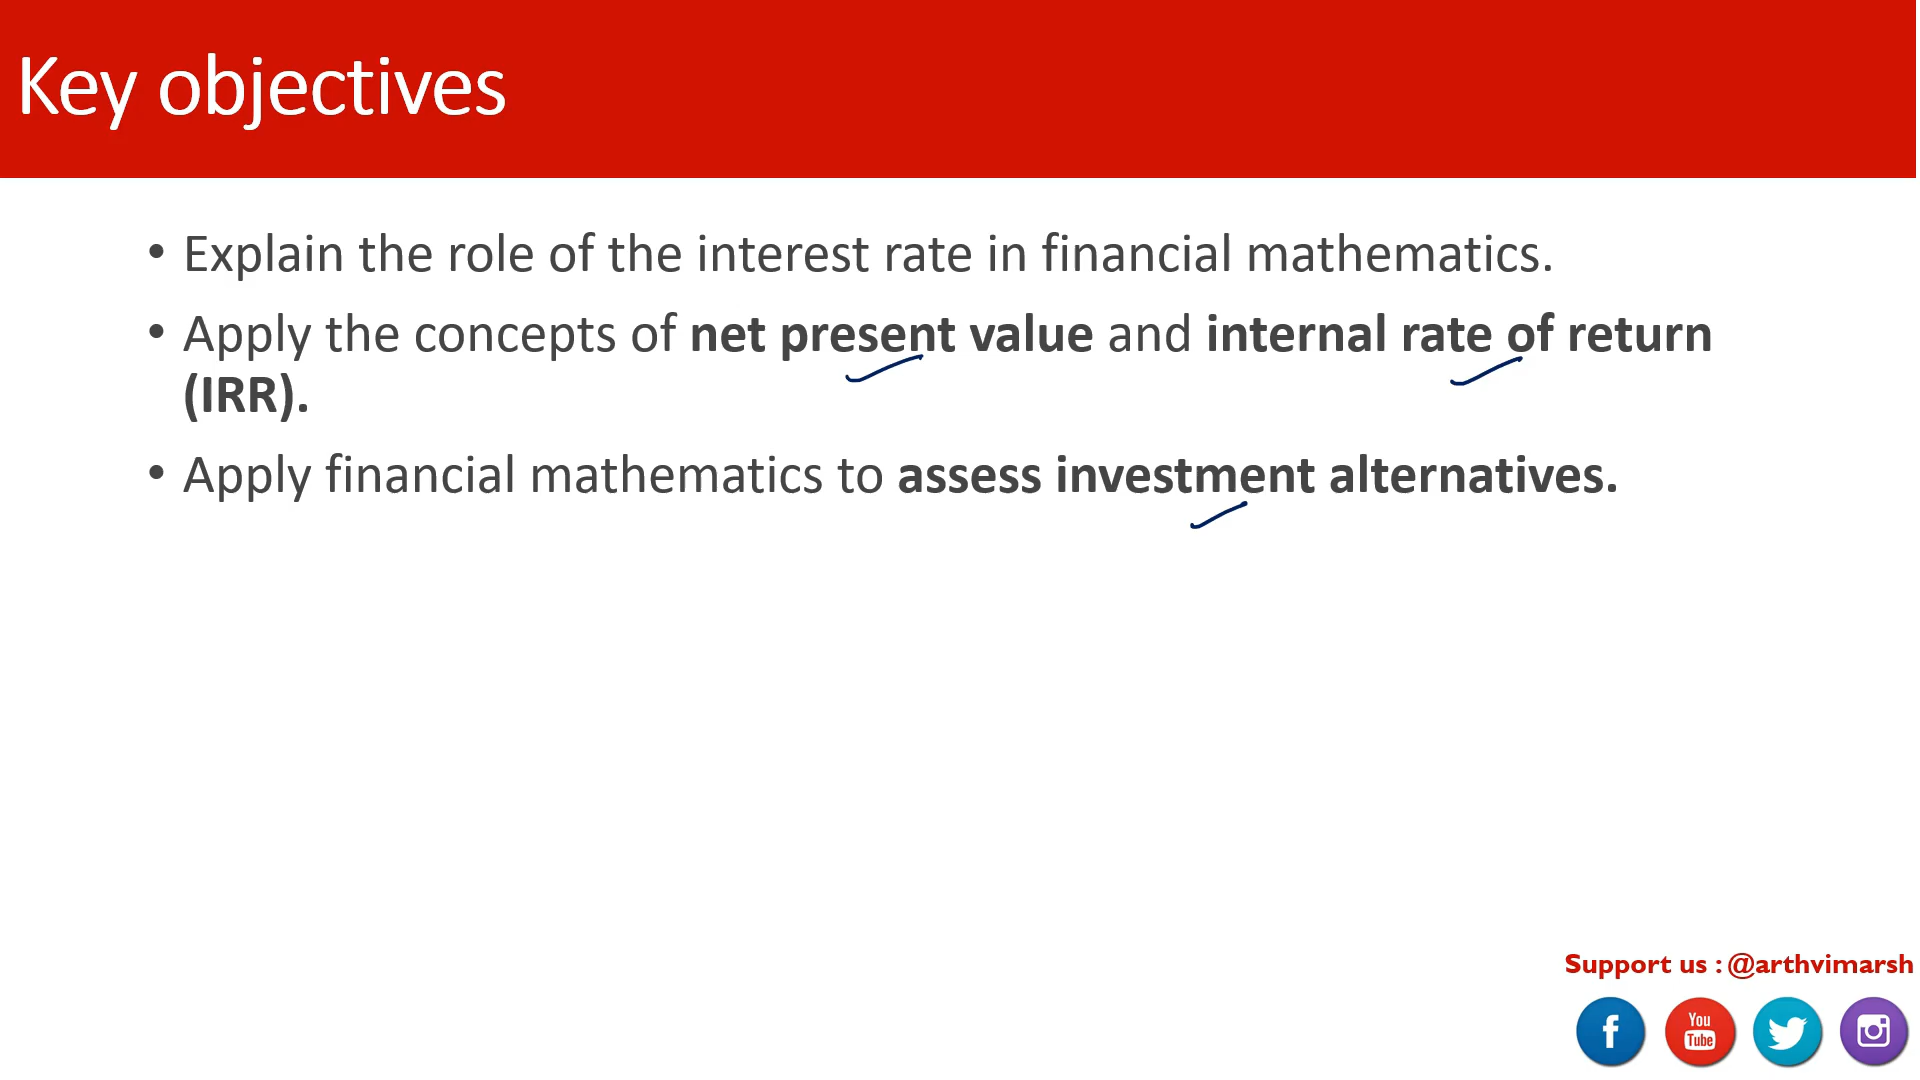 Key objectives
• Explain the role of the interest rate in financial mathematics.
• Apply the concepts of net present value and internal rate of return
(IRR).
• Apply financial mathematics to assess investment alternatives.
Support us : @arthvimarsh
f
You
Tube